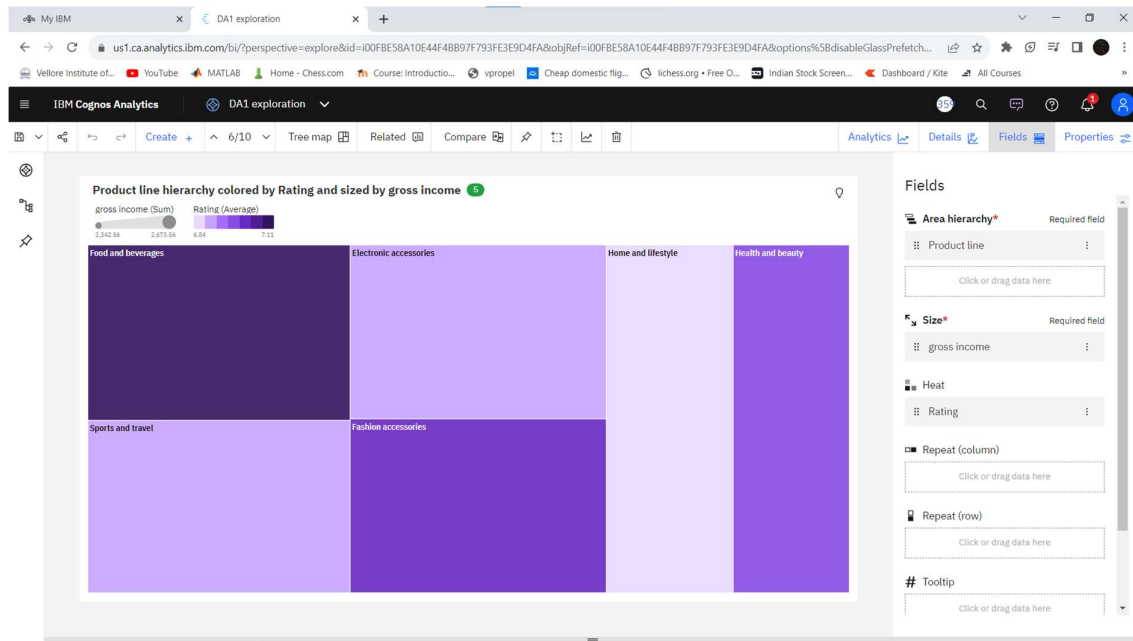 My IBM
DA1 exploration
us1.ca.analytics.ibm.com/bi/?perspective=explore&id=i00FBE58A10E44F4BB97F793FE3E9D4FA&objRef=i00FBE58A10E44F4BB97F793FE3E9D4FA&options%5BdisableGlassPrefetch...
Vellore Institute of... YouTube MATLAB Home - Chess.com Course: Introductio... vpropel Cheap domestic flig... lichess.org • Free O... Indian Stock Screen... Dashboard / Kite All Courses »
IBM Cognos Analytics DA1 exploration 359 1
Create + 6/10 Tree map Related Compare Analytics Details Fields Properties
Product line hierarchy colored by Rating and sized by gross income 5
gross income (Sum) Rating (Average)
2,342.56 2,673.56 6.84 7.11
Food and beverages Electronic accessories Home and lifestyle Health and beauty
Sports and travel Fashion accessories
Fields
Area hierarchy* Required field
Product line
Click or drag data here
Size* Required field
gross income
Heat
Rating
Repeat (column)
Click or drag data here
Repeat (row)
Click or drag data here
# Tooltip
Click or drag data here